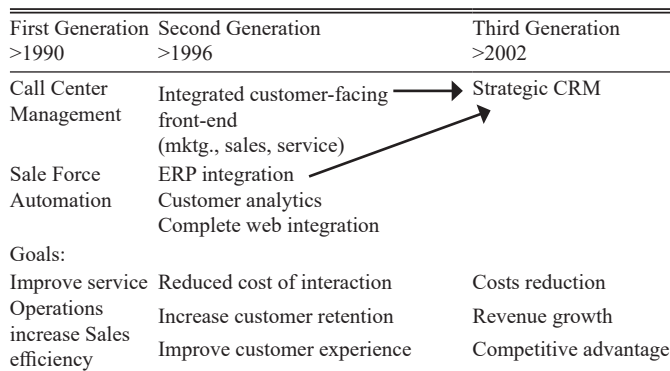 First Generation Second Generation Third Generation
>1990 >1996 >2002
Call Center Integrated customer-facing Strategic CRM
Management front-end
(mktg., sales, service)
Sale Force ERP integration
Automation Customer analytics
Complete web integration
Goals:
Improve service Reduced cost of interaction Costs reduction
Operations Increase customer retention Revenue growth
increase Sales
efficiency Improve customer experience Competitive advantage